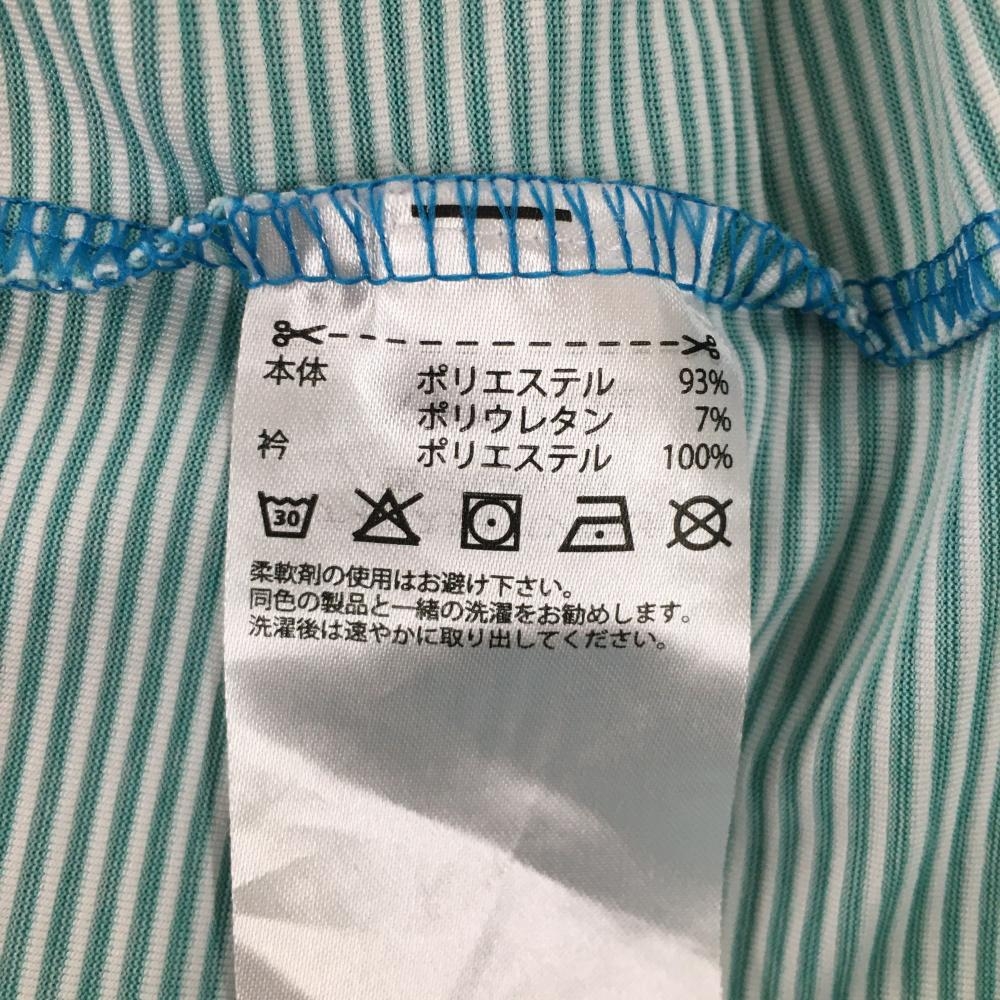 本体 ポリエステル 93%
ポリウレタン 7%
衿 ポリエステル 100%
30
柔軟剤の使用はお避け下さい。
同色の製品と一緒の洗濯をお勧めします。
洗濯後は速やかに取り出してください。